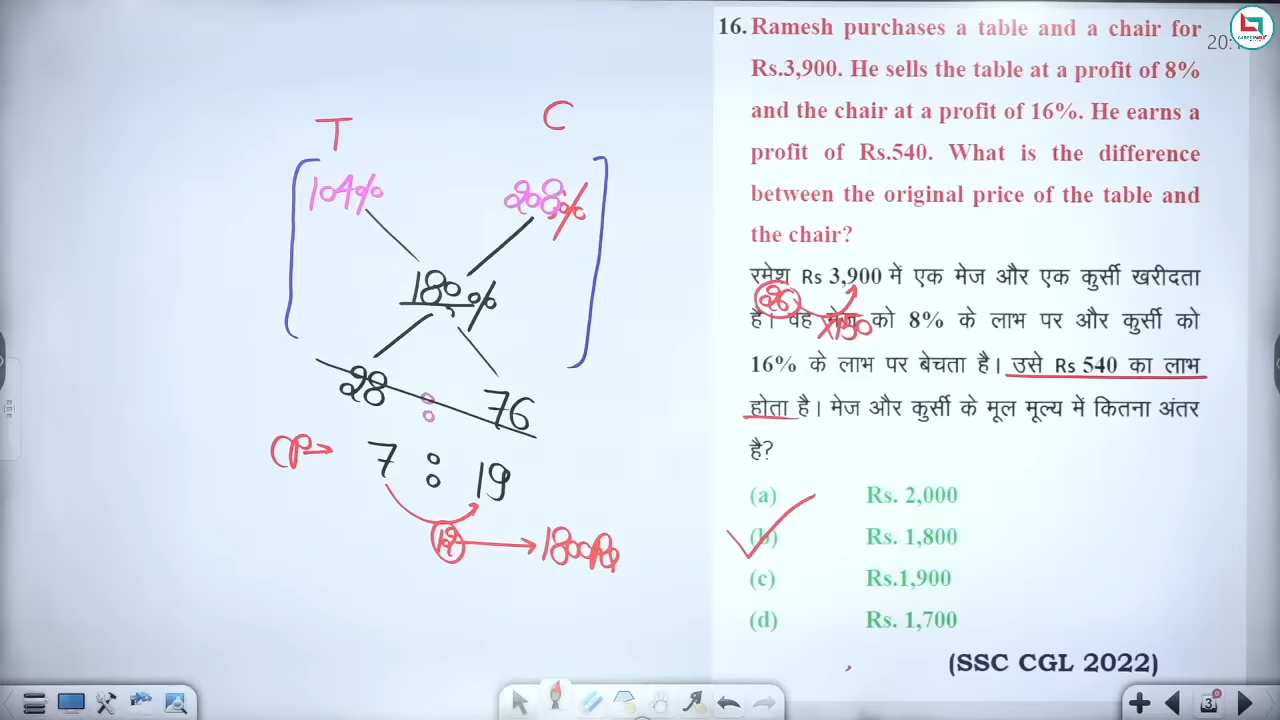 16. Ramesh purchases a table and a chair for
Rs.3,900. He sells the table at a profit of 8%
and the chair at a profit of 16%. He earns a
profit of Rs.540. What is the difference
between the original price of the table and
the chair?
रमेश Rs 3,900 में एक मेज और एक कुर्सी खरीदता
है। वह मेज को 8% के लाभ पर और कुर्सी को
16% के लाभ पर बेचता है। उसे Rs 540 का लाभ
होता है। मेज और कुर्सी के मूल मूल्य में कितना अंतर
है?
(a) Rs. 2,000
(b) Rs. 1,800
(c) Rs.1,900
(d) Rs. 1,700
(SSC CGL 2022)
T C
104% 208%
180%
28 : 76
CP→ 7 : 19
12 → 1800Rs
26 ×150
3